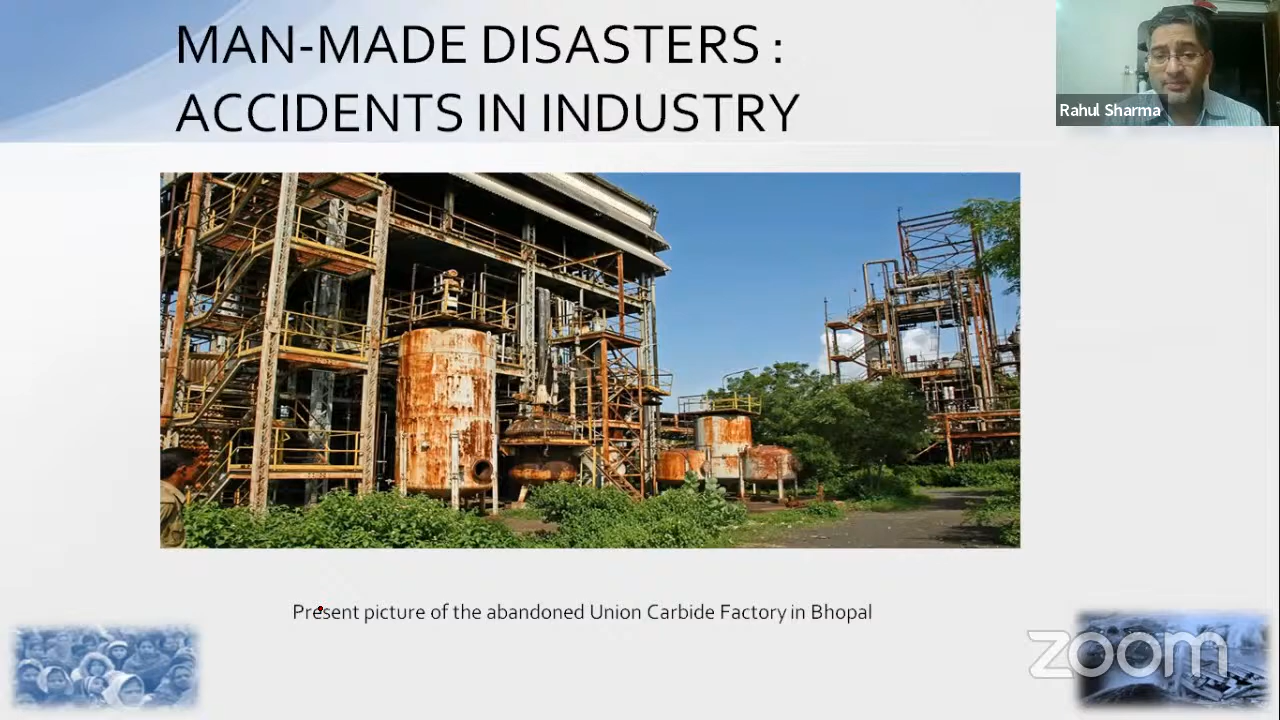 MAN-MADE DISASTERS :
ACCIDENTS IN INDUSTRY
Rahul Sharma
Present picture of the abandoned Union Carbide Factory in Bhopal
zoom